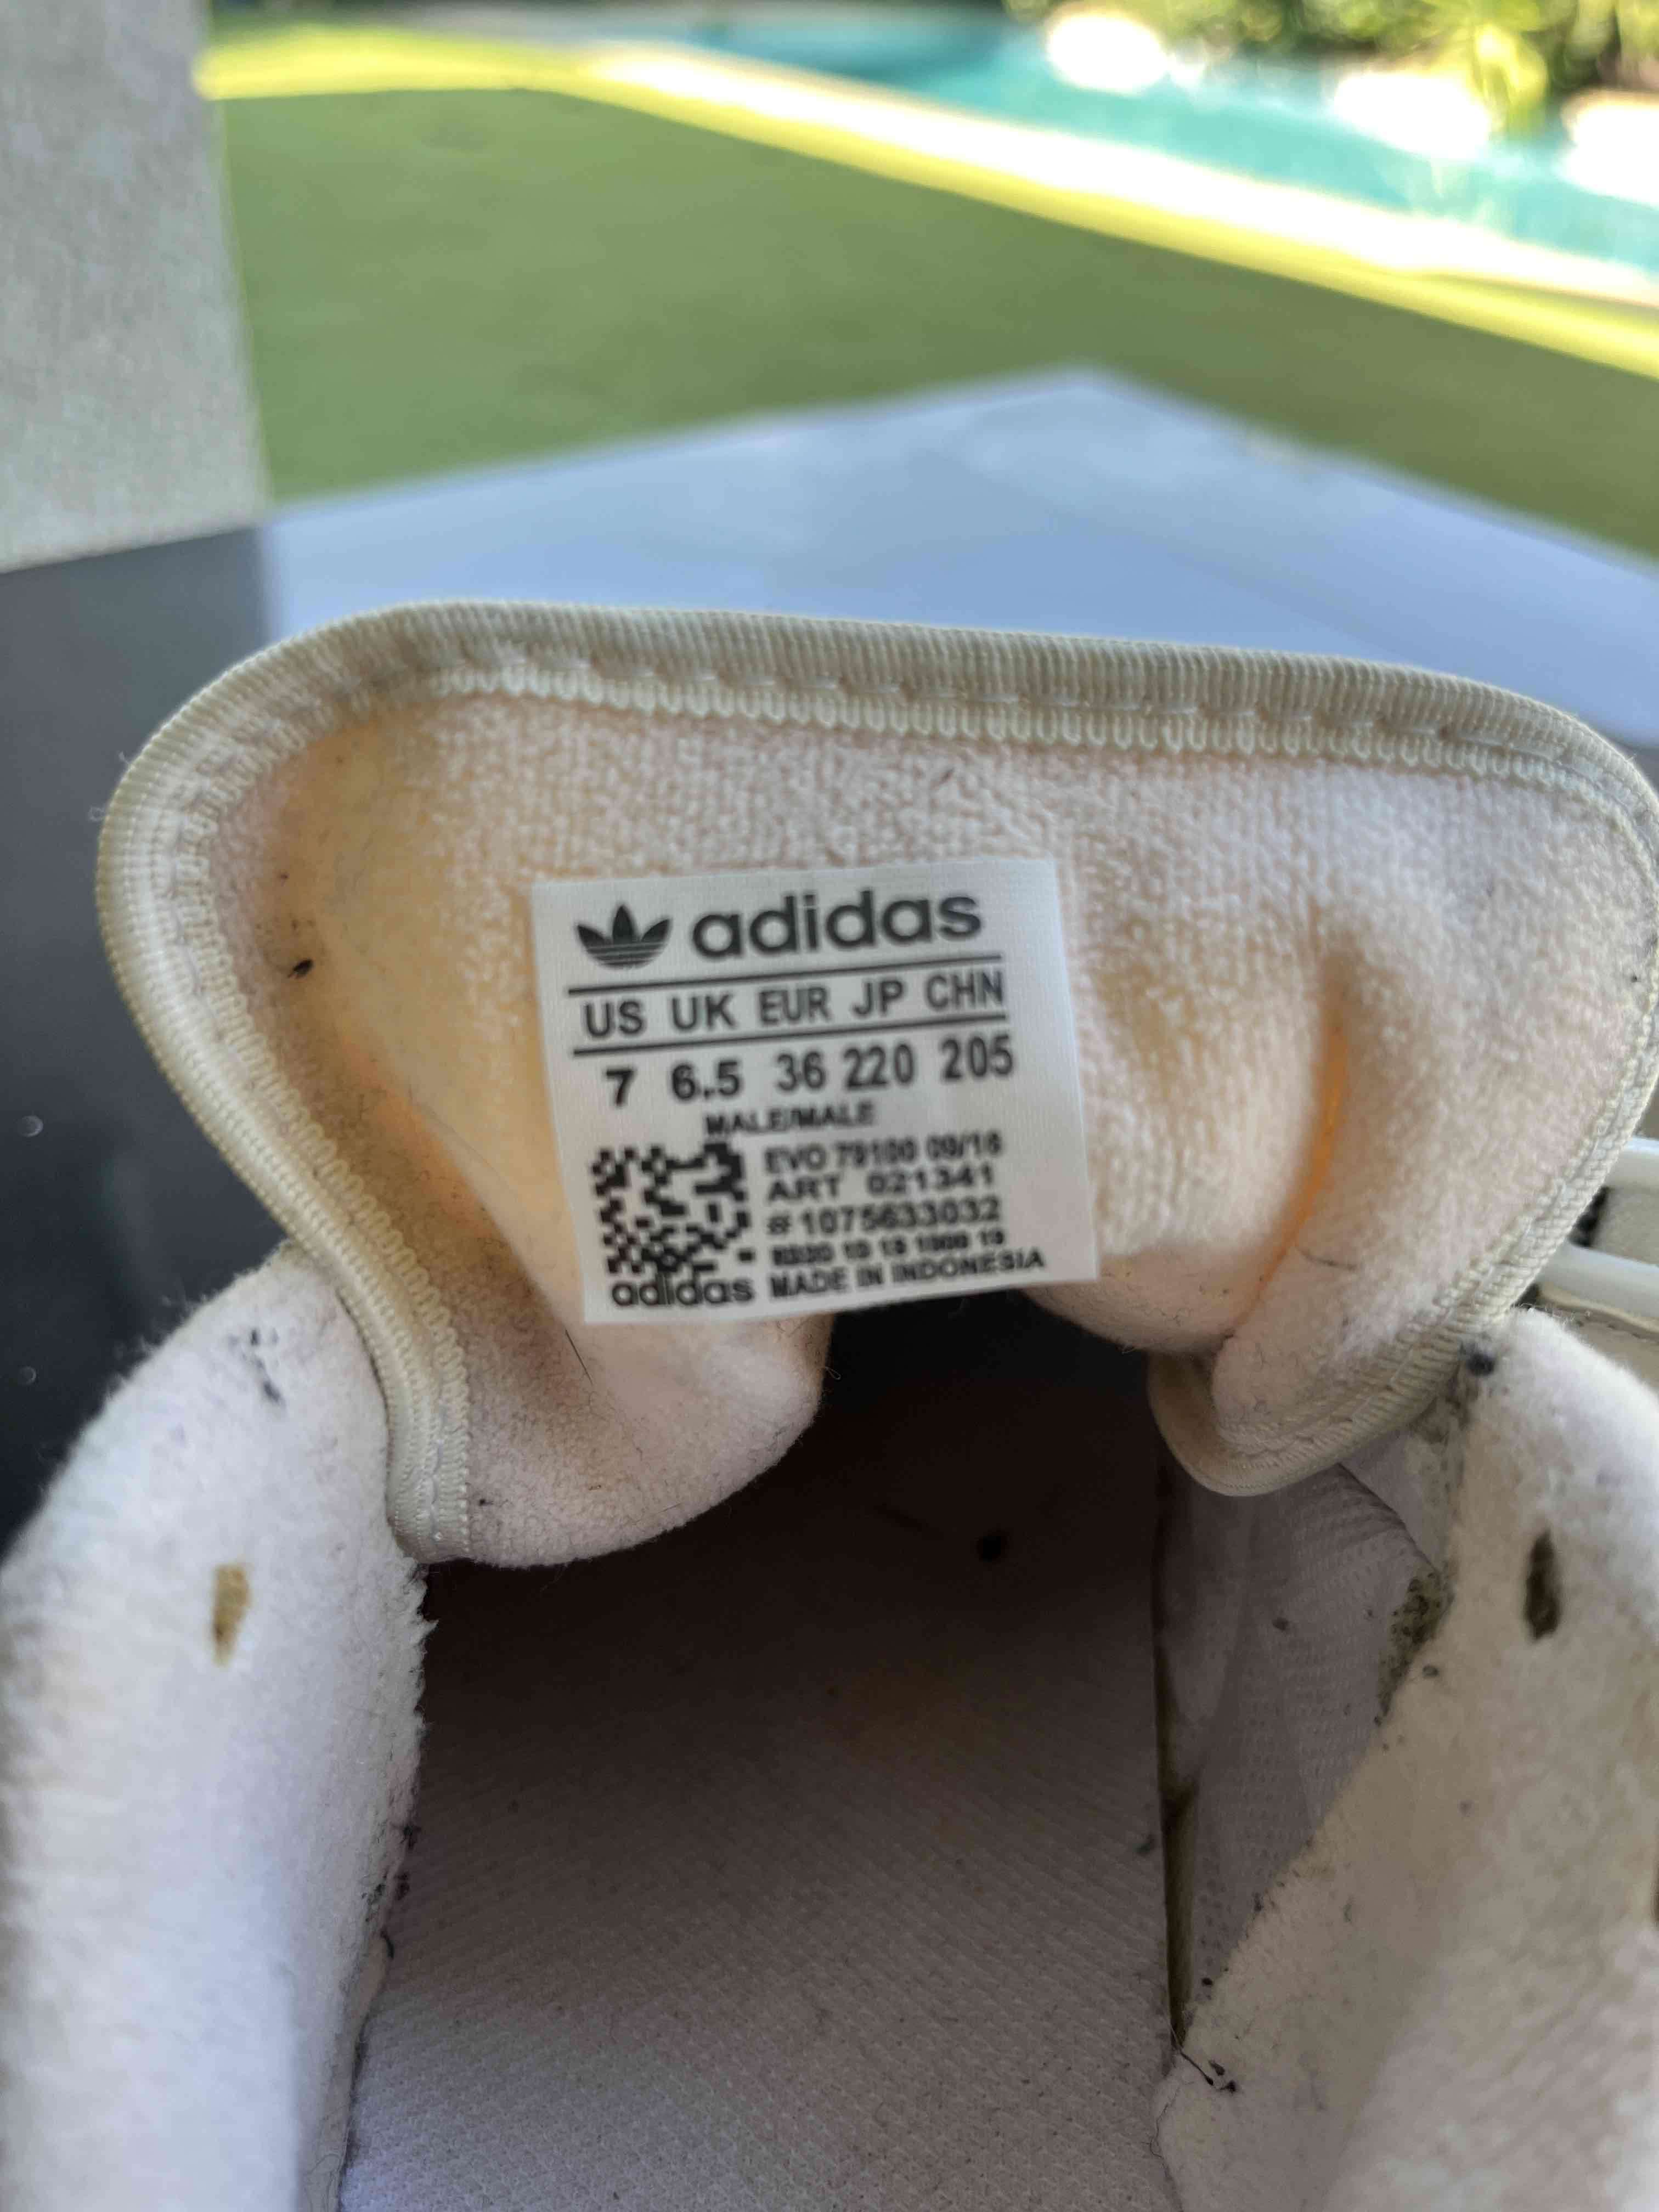 adidas
US UK EUR JP CHN
7 6.5 36 220 205
MALE/MALE
EVO 79100 09/16
ART 021341
#1075633032
adidas MADE IN INDONESIA